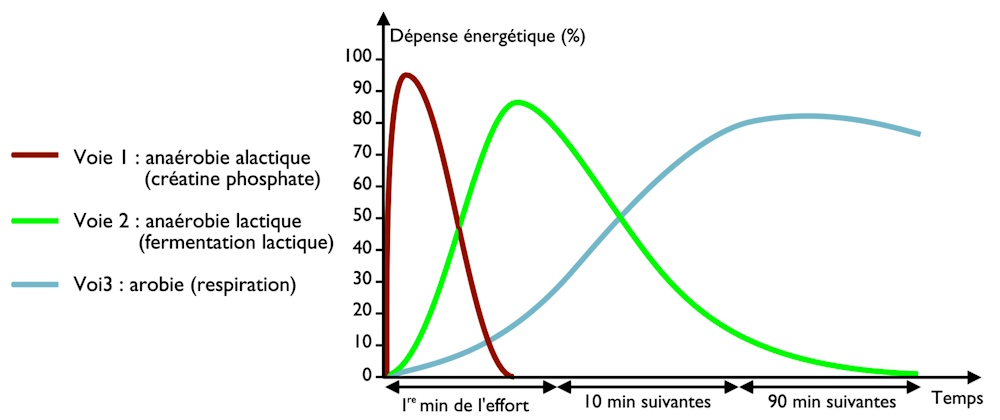 Dépense énergétique (%)
100
90
80
70
60
50
40
30
20
10
0
Voie 1 : anaérobie alactique
(créatine phosphate)
Voie 2 : anaérobie lactique
(fermentation lactique)
Voi3 : arobie (respiration)
1re min de l'effort
10 min suivantes
90 min suivantes
Temps